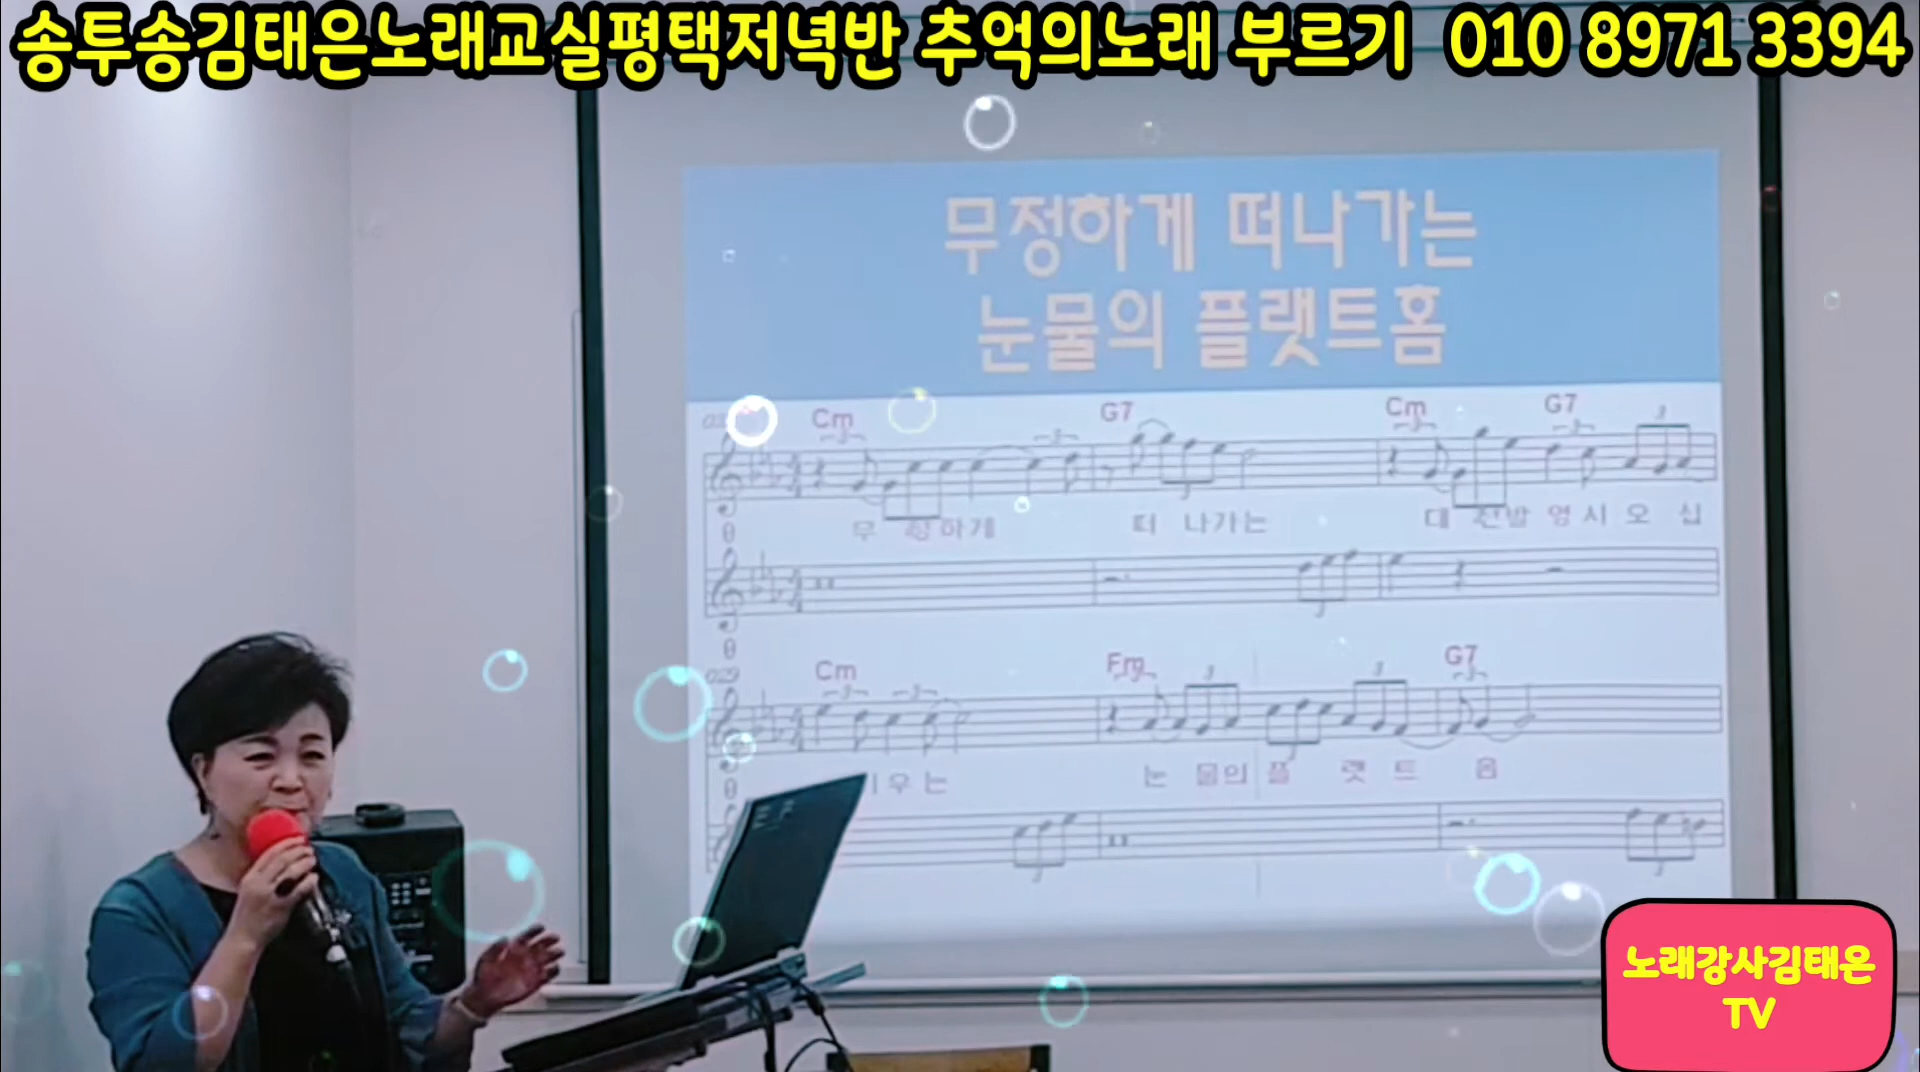 송투송김태은노래교실평택저녁반 추억의노래 부르기 010 8971 3394
무정하게 떠나가는
눈물의 플랫트홈
Cm G7 Cm G7
무 정하게 떠 나가는 대 전발 영시 오 십
029 Cm Fm G7
우는 눈 물의 플 랫 트 홈
노래강사김태은
TV